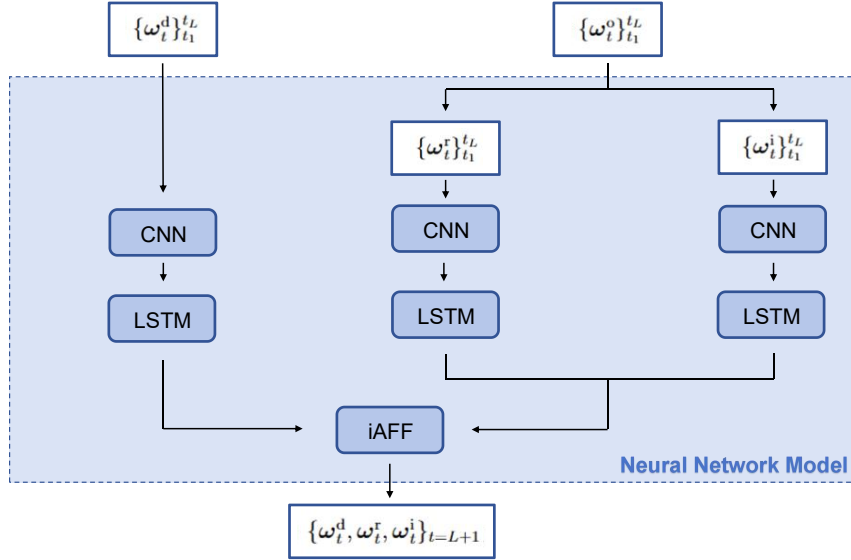 {ω_t^d}_{t_1}^{t_L}
{ω_t^o}_{t_1}^{t_L}
{ω_t^r}_{t_1}^{t_L}
{ω_t^i}_{t_1}^{t_L}
CNN
CNN
CNN
LSTM
LSTM
LSTM
iAFF
Neural Network Model
{ω_t^d, ω_t^r, ω_t^i}_{t=L+1}